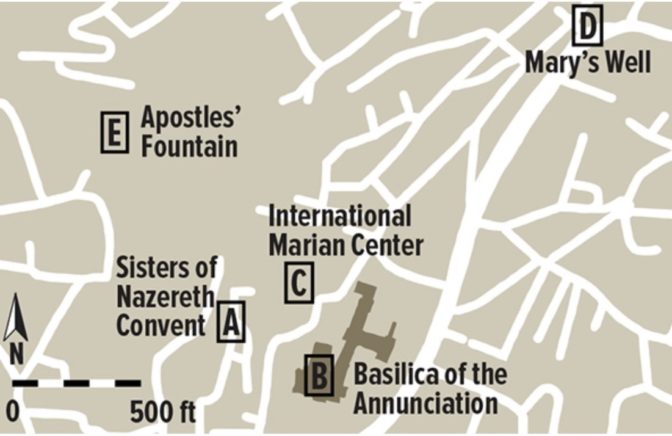 D
Mary's Well
E
Apostles'
Fountain
International
Marian Center
C
Sisters of
Nazereth
Convent
A
N
B
Basilica of the
Annunciation
0 500 ft